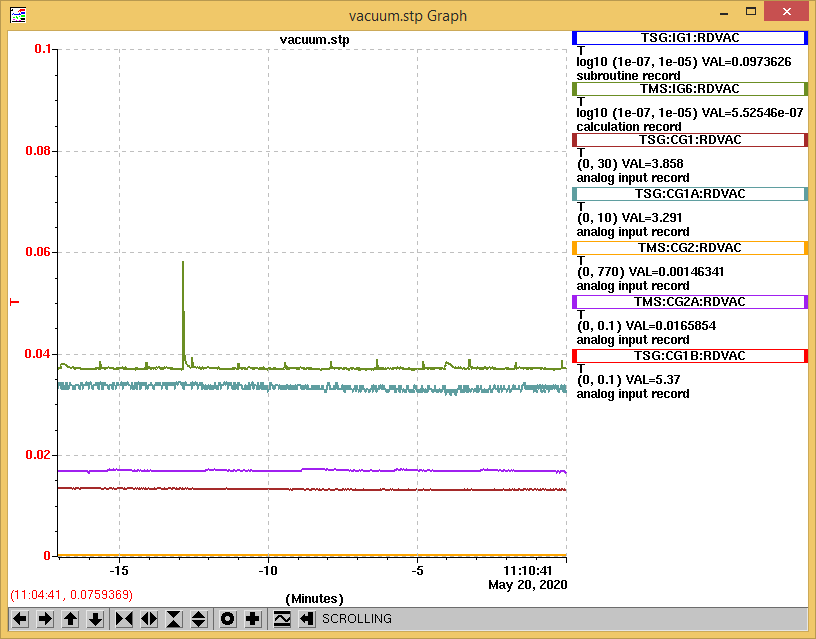 vacuum.stp Graph
vacuum.stp
0.1
0.08
0.06
T
0.04
0.02
0
-15
-10
-5
11:10:41
May 20, 2020
(11:04:41, 0.0759369)
(Minutes)
SCROLLING
TSG:IG1:RDVAC
T
log10 (1e-07, 1e-05) VAL=0.0973626
subroutine record
TMS:IG6:RDVAC
T
log10 (1e-07, 1e-05) VAL=5.52546e-07
calculation record
TSG:CG1:RDVAC
T
(0, 30) VAL=3.858
analog input record
TSG:CG1A:RDVAC
T
(0, 10) VAL=3.291
analog input record
TMS:CG2:RDVAC
T
(0, 770) VAL=0.00146341
analog input record
TMS:CG2A:RDVAC
T
(0, 0.1) VAL=0.0165854
analog input record
TSG:CG1B:RDVAC
T
(0, 0.1) VAL=5.37
analog input record